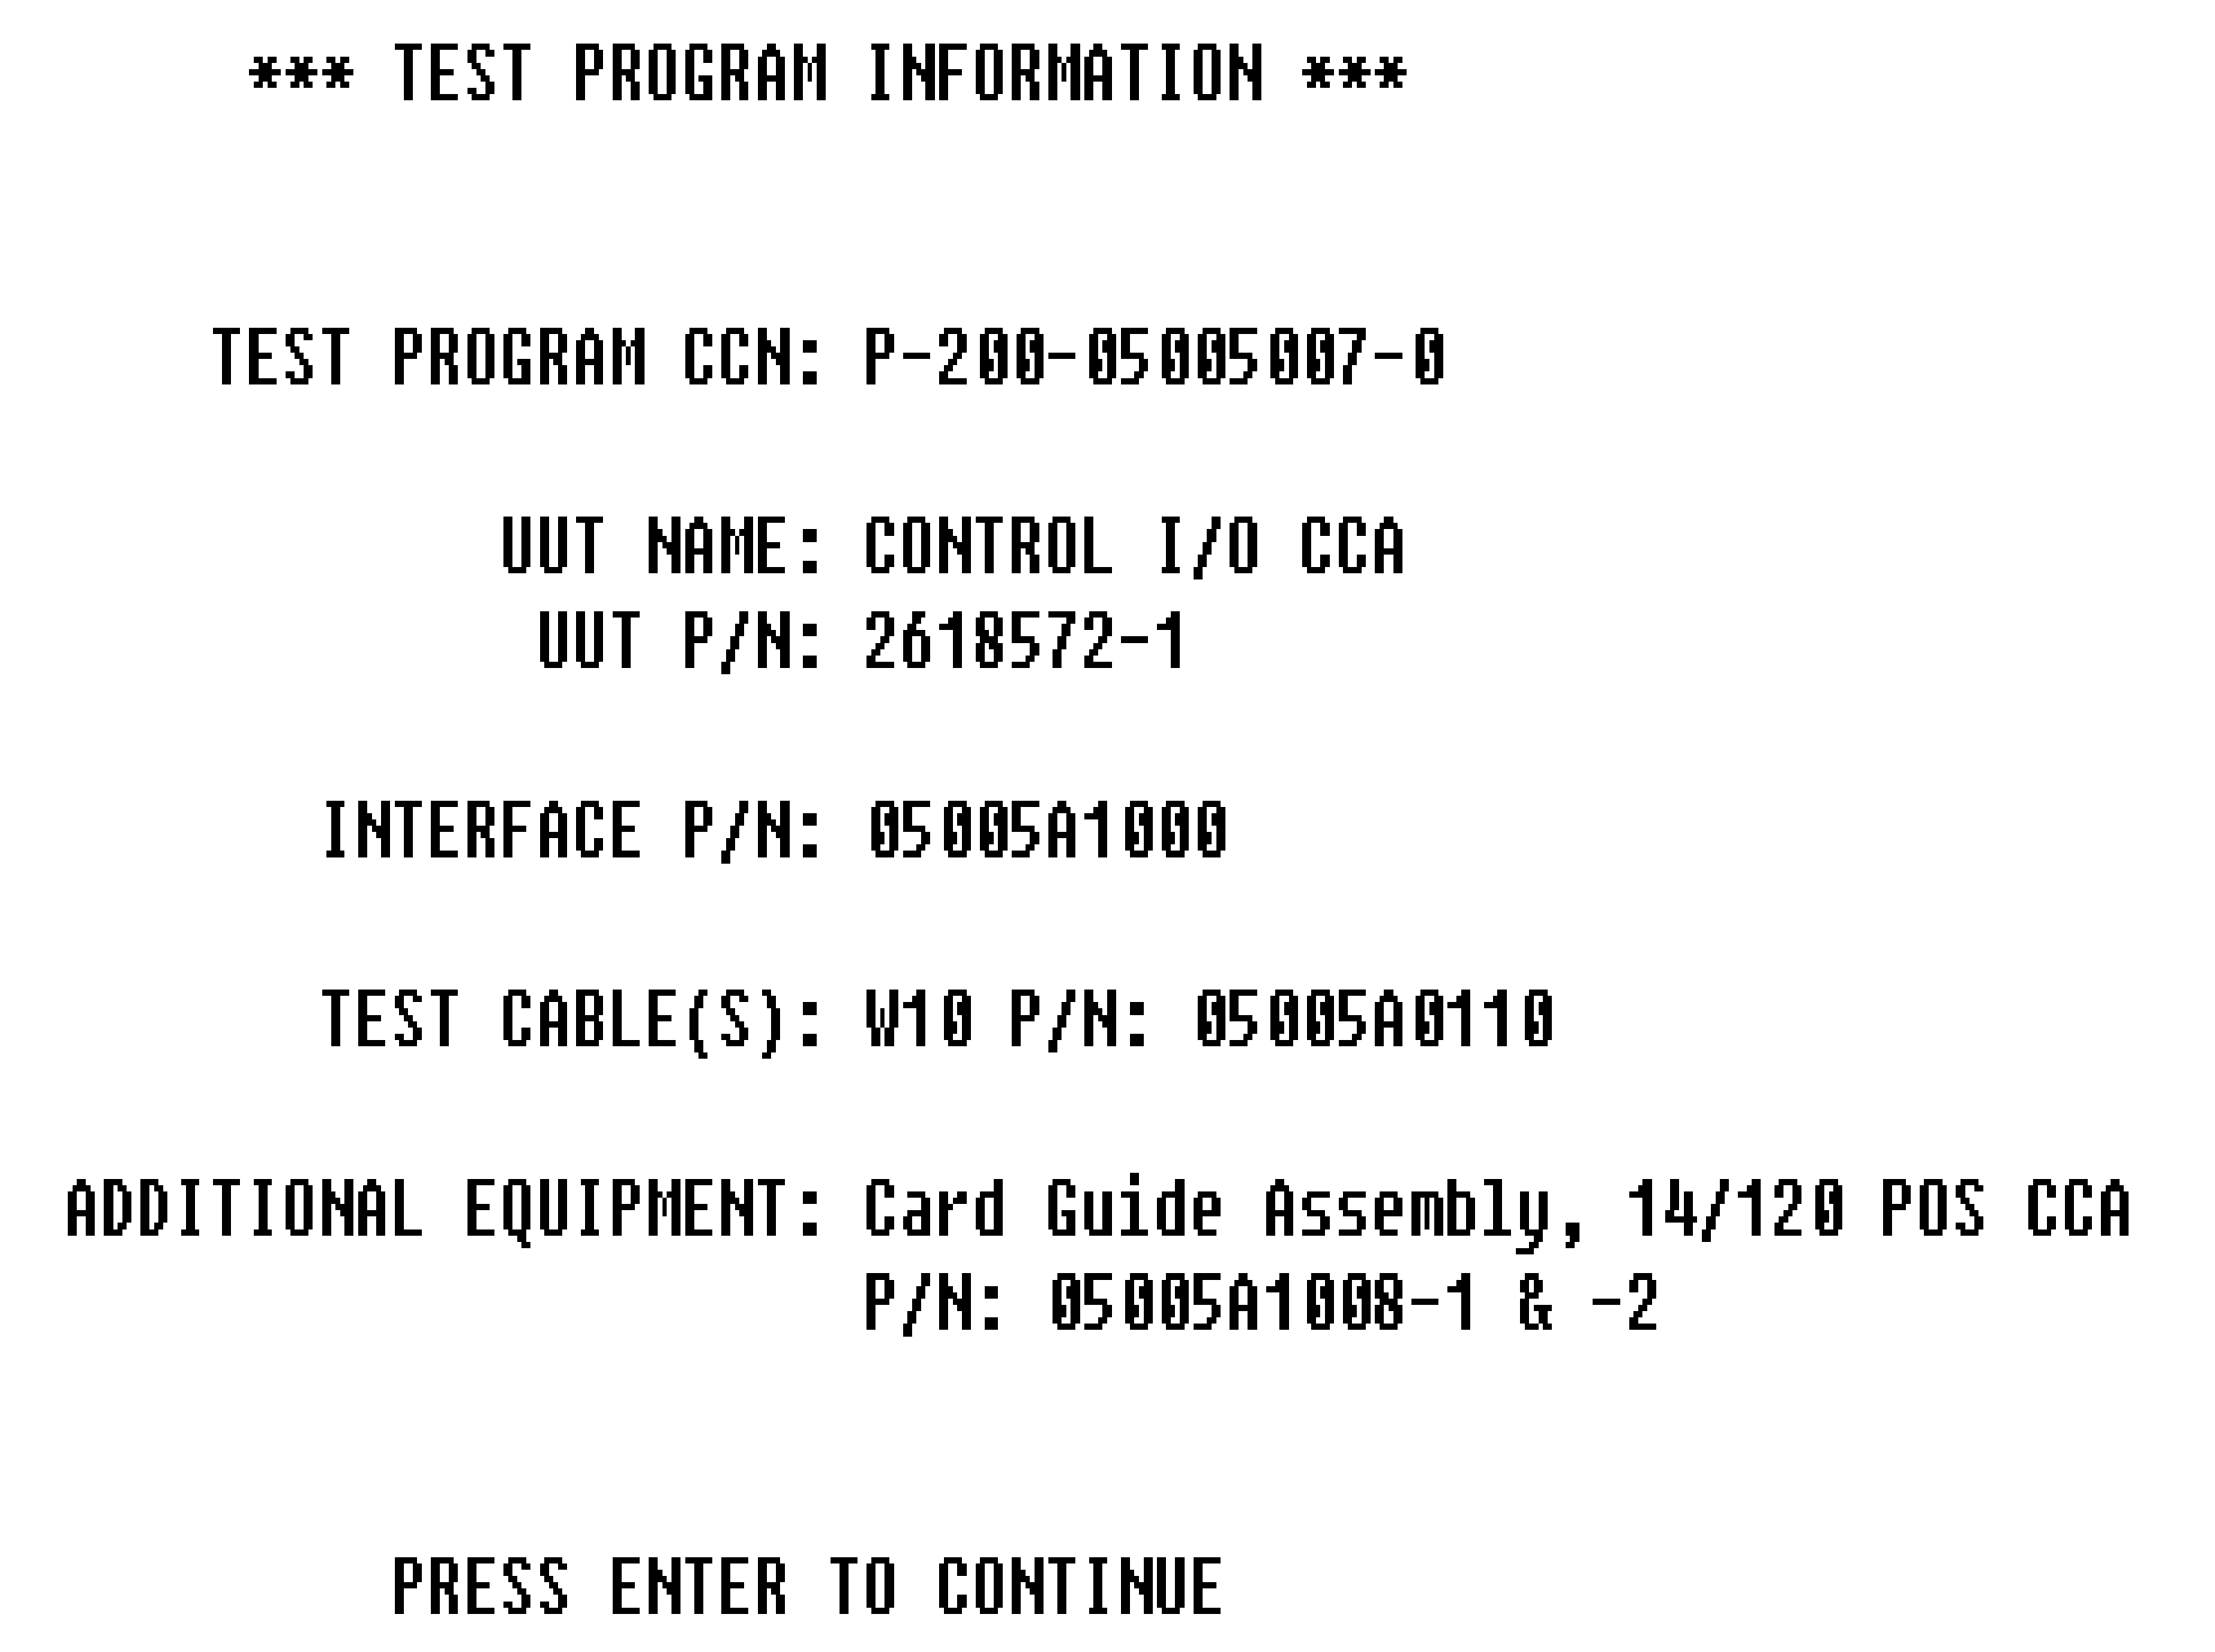 *** TEST PROGRAM INFORMATION ***
TEST PROGRAM CCN: P-200-05005007-0
UUT NAME: CONTROL I/O CCA
UUT P/N: 2618572-1
INTERFACE P/N: 05005A1000
TEST CABLE(S): W10 P/N: 05005A0110
ADDITIONAL EQUIPMENT: Card Guide Assembly, 14/120 POS CCA
P/N: 05005A1008-1 & -2
PRESS ENTER TO CONTINUE